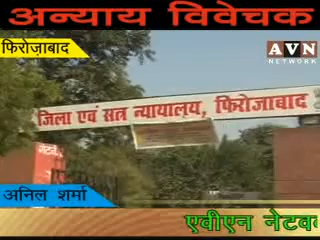 अन्याय विवेचक
फिरोज़ाबाद
AVN
NETWORK
जिला एवं सत्र न्यायालय, फिरोजाबाद
अनिल शर्मा
एवीएन नेटव